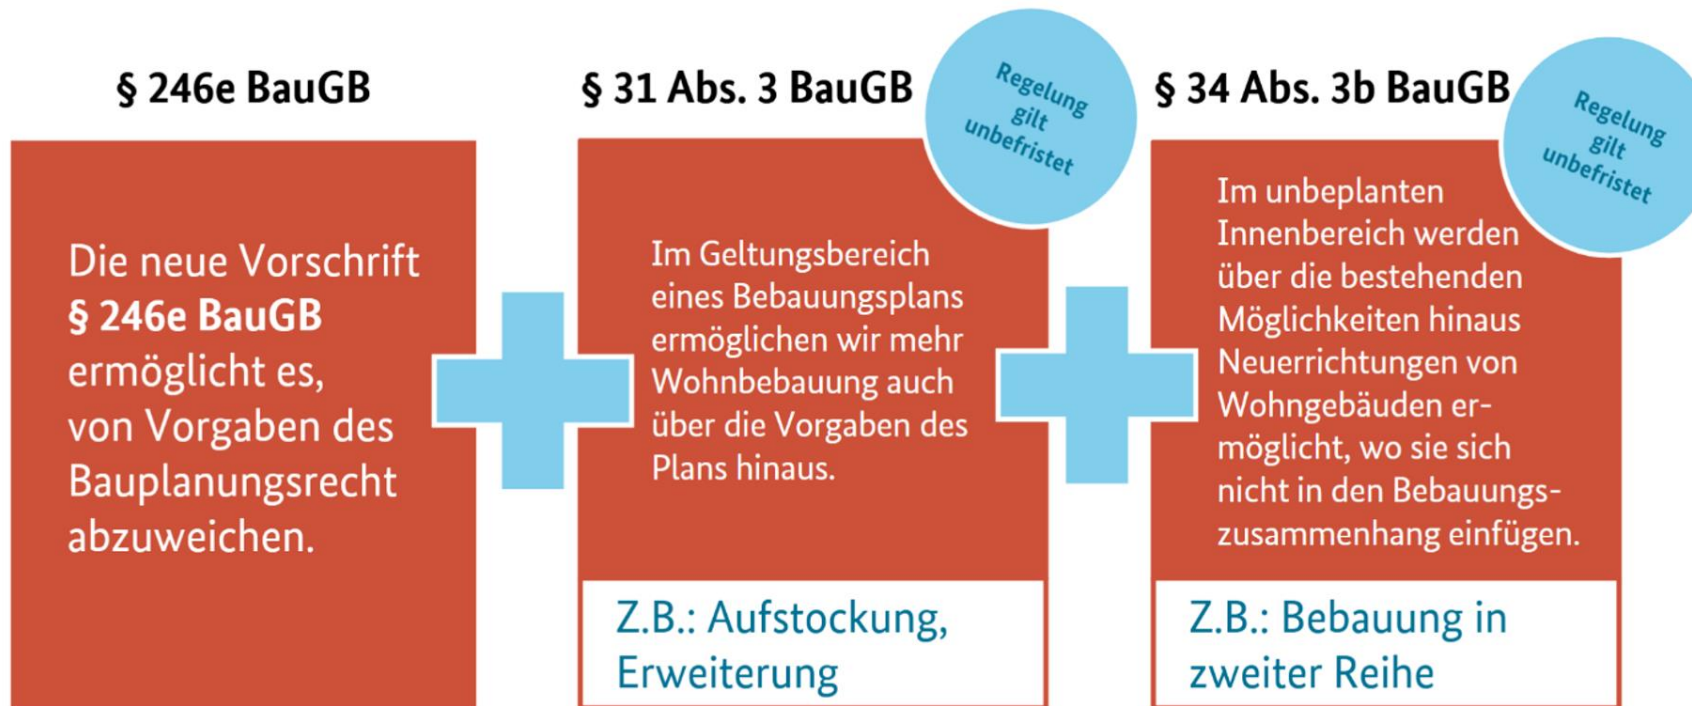 § 246e BauGB
Die neue Vorschrift
§ 246e BauGB
ermöglicht es,
von Vorgaben des
Bauplanungsrecht
abzuweichen.
§ 31 Abs. 3 BauGB
Regelung
gilt
unbefristet
Im Geltungsbereich
eines Bebauungsplans
ermöglichen wir mehr
Wohnbebauung auch
über die Vorgaben des
Plans hinaus.
Z.B.: Aufstockung,
Erweiterung
§ 34 Abs. 3b BauGB
Regelung
gilt
unbefristet
Im unbeplanten
Innenbereich werden
über die bestehenden
Möglichkeiten hinaus
Neuerrichtungen von
Wohngebäuden er-
möglicht, wo sie sich
nicht in den Bebauungs-
zusammenhang einfügen.
Z.B.: Bebauung in
zweiter Reihe